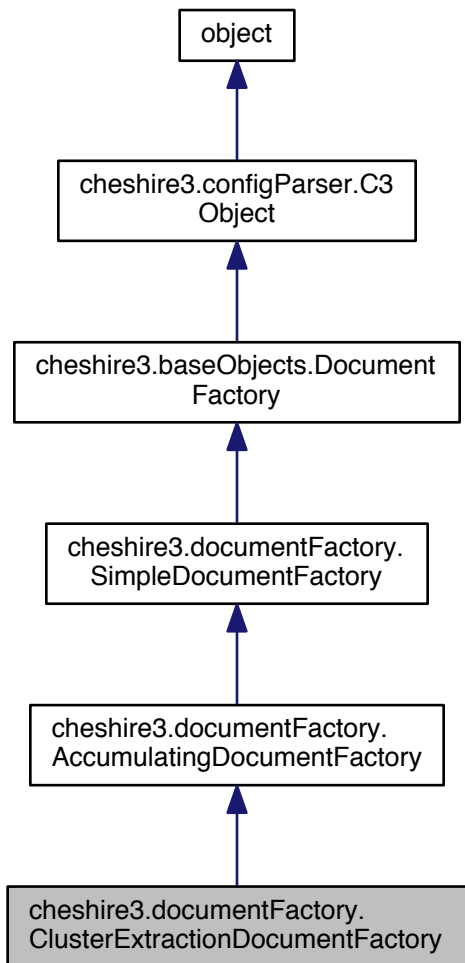 object
cheshire3.configParser.C3
Object
cheshire3.baseObjects.Document
Factory
cheshire3.documentFactory.
SimpleDocumentFactory
cheshire3.documentFactory.
AccumulatingDocumentFactory
cheshire3.documentFactory.
ClusterExtractionDocumentFactory